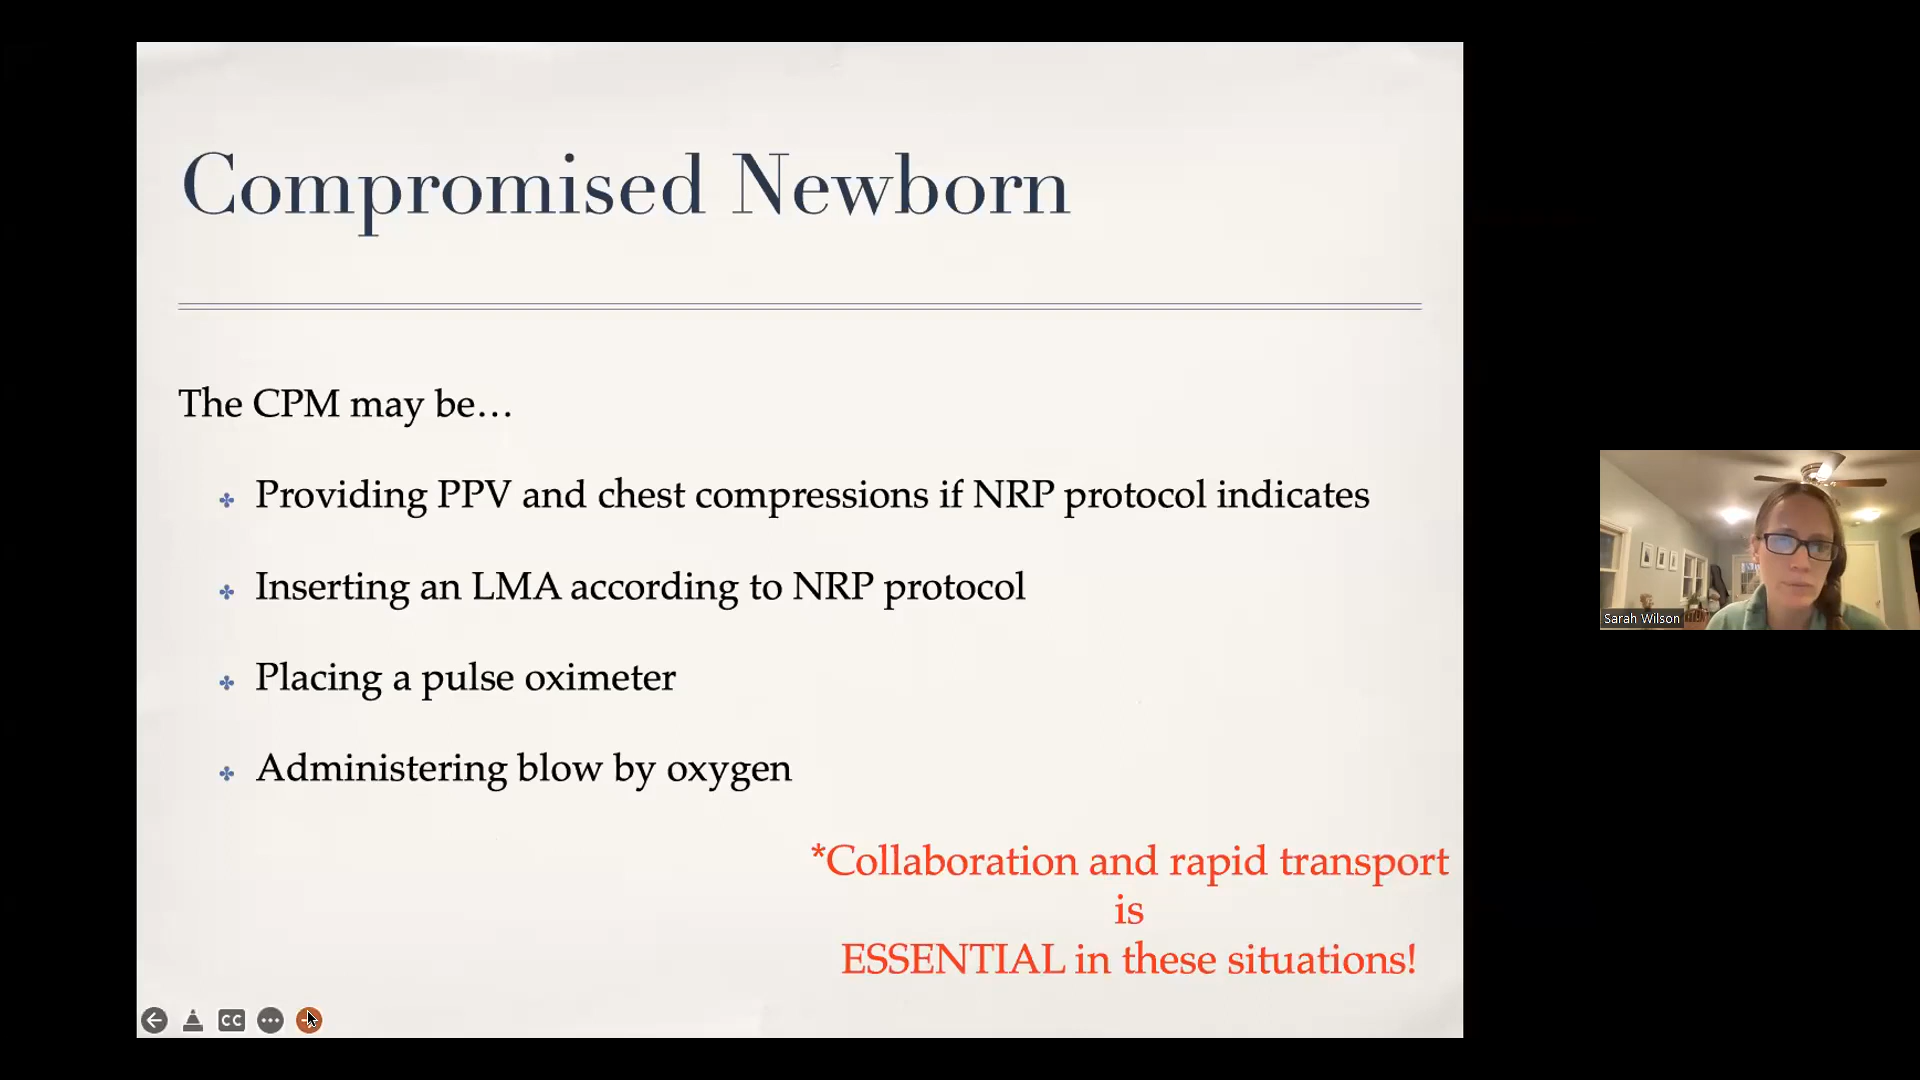 Compromised Newborn
The CPM may be…
Providing PPV and chest compressions if NRP protocol indicates
Inserting an LMA according to NRP protocol
Placing a pulse oximeter
Administering blow by oxygen
*Collaboration and rapid transport
is
ESSENTIAL in these situations!
CC
Sarah Wilson